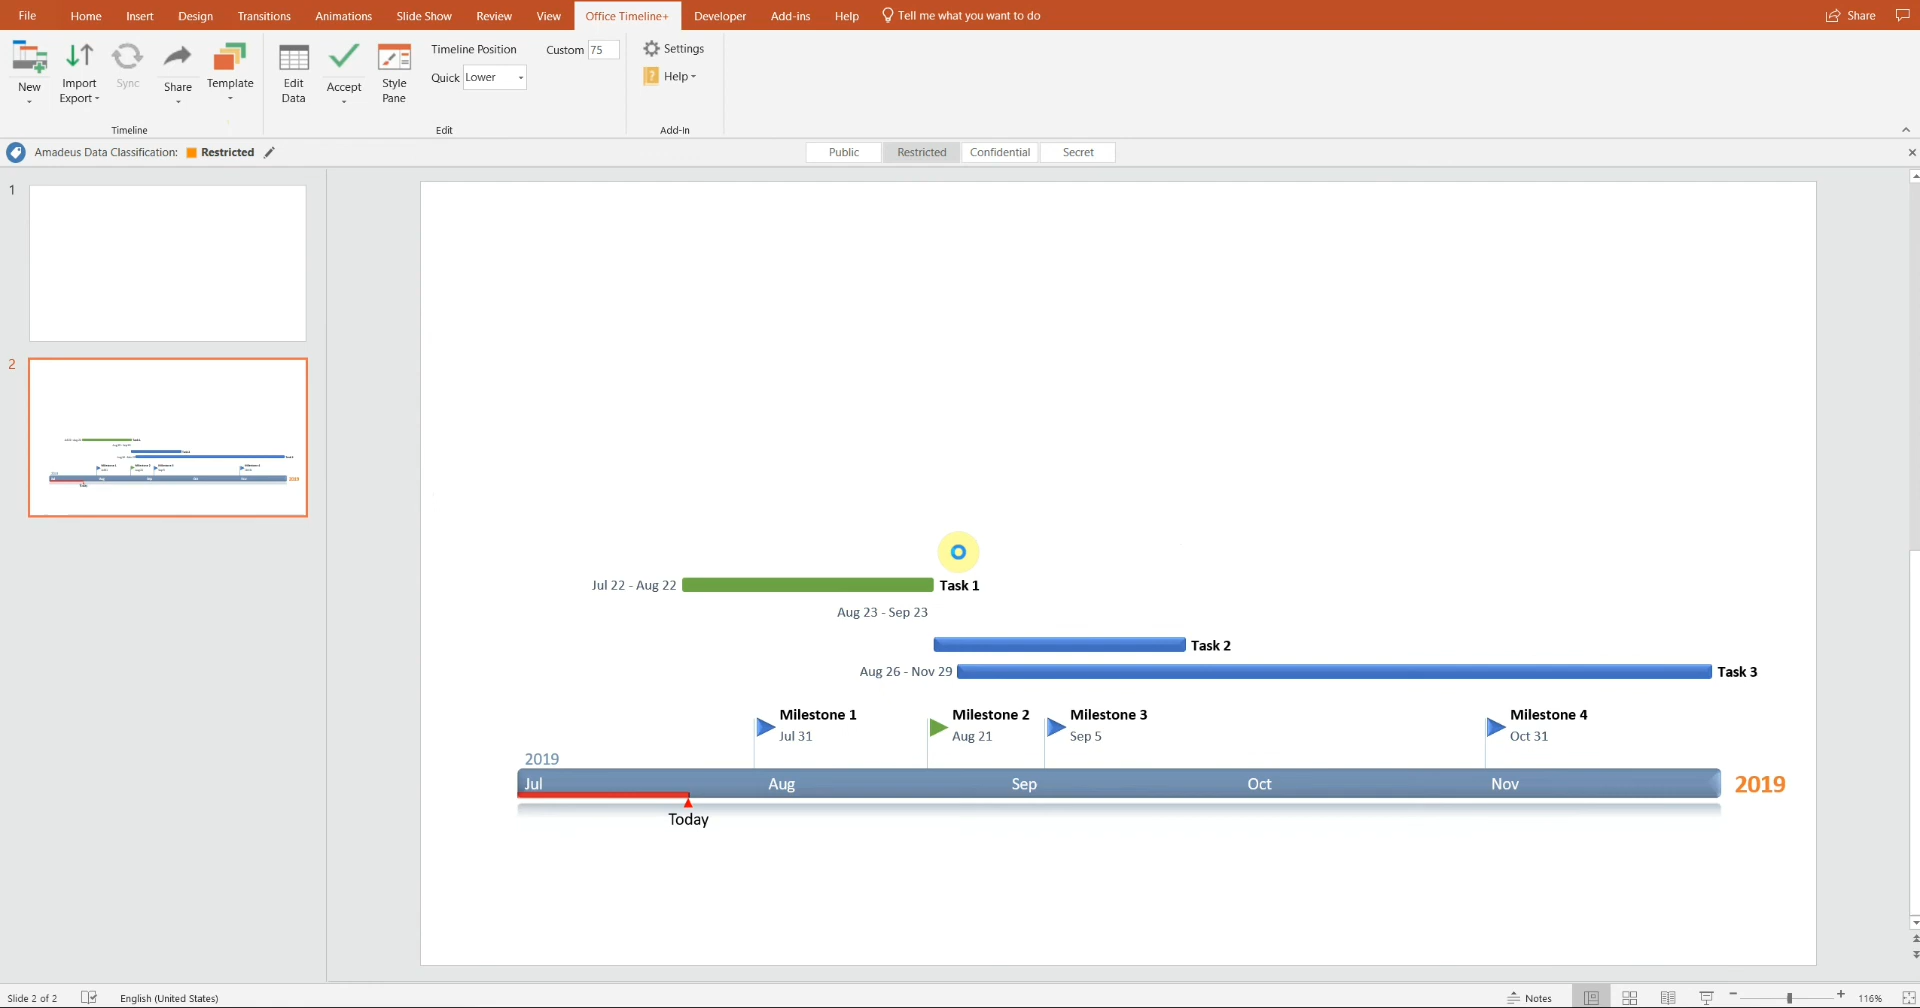 File Home Insert Design Transitions Animations Slide Show Review View Office Timeline+ Developer Add-ins Help Tell me what you want to do Share
New Import Export Sync Share Template Edit Data Accept Style Pane
Timeline Position Custom 75
Quick Lower
Settings
Help
Timeline Edit Add-In
Amadeus Data Classification: Restricted Public Restricted Confidential Secret
1
2
Jul 22 - Aug 22 Task 1
Aug 23 - Sep 23
Task 2
Aug 26 - Nov 29 Task 3
Milestone 1 Milestone 2 Milestone 3 Milestone 4
Jul 31 Aug 21 Sep 5 Oct 31
2019
Jul Aug Sep Oct Nov 2019
Today
Slide 2 of 2 English (United States) Notes 116%